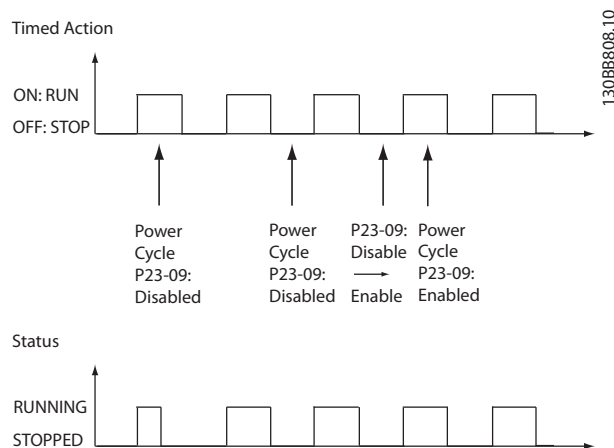 Timed Action
130BB808.10
ON: RUN
OFF: STOP
Power
Cycle
P23-09:
Disabled
Power
Cycle
P23-09:
Disabled
P23-09:
Disable
Enable
Power
Cycle
P23-09:
Enabled
Status
RUNNING
STOPPED